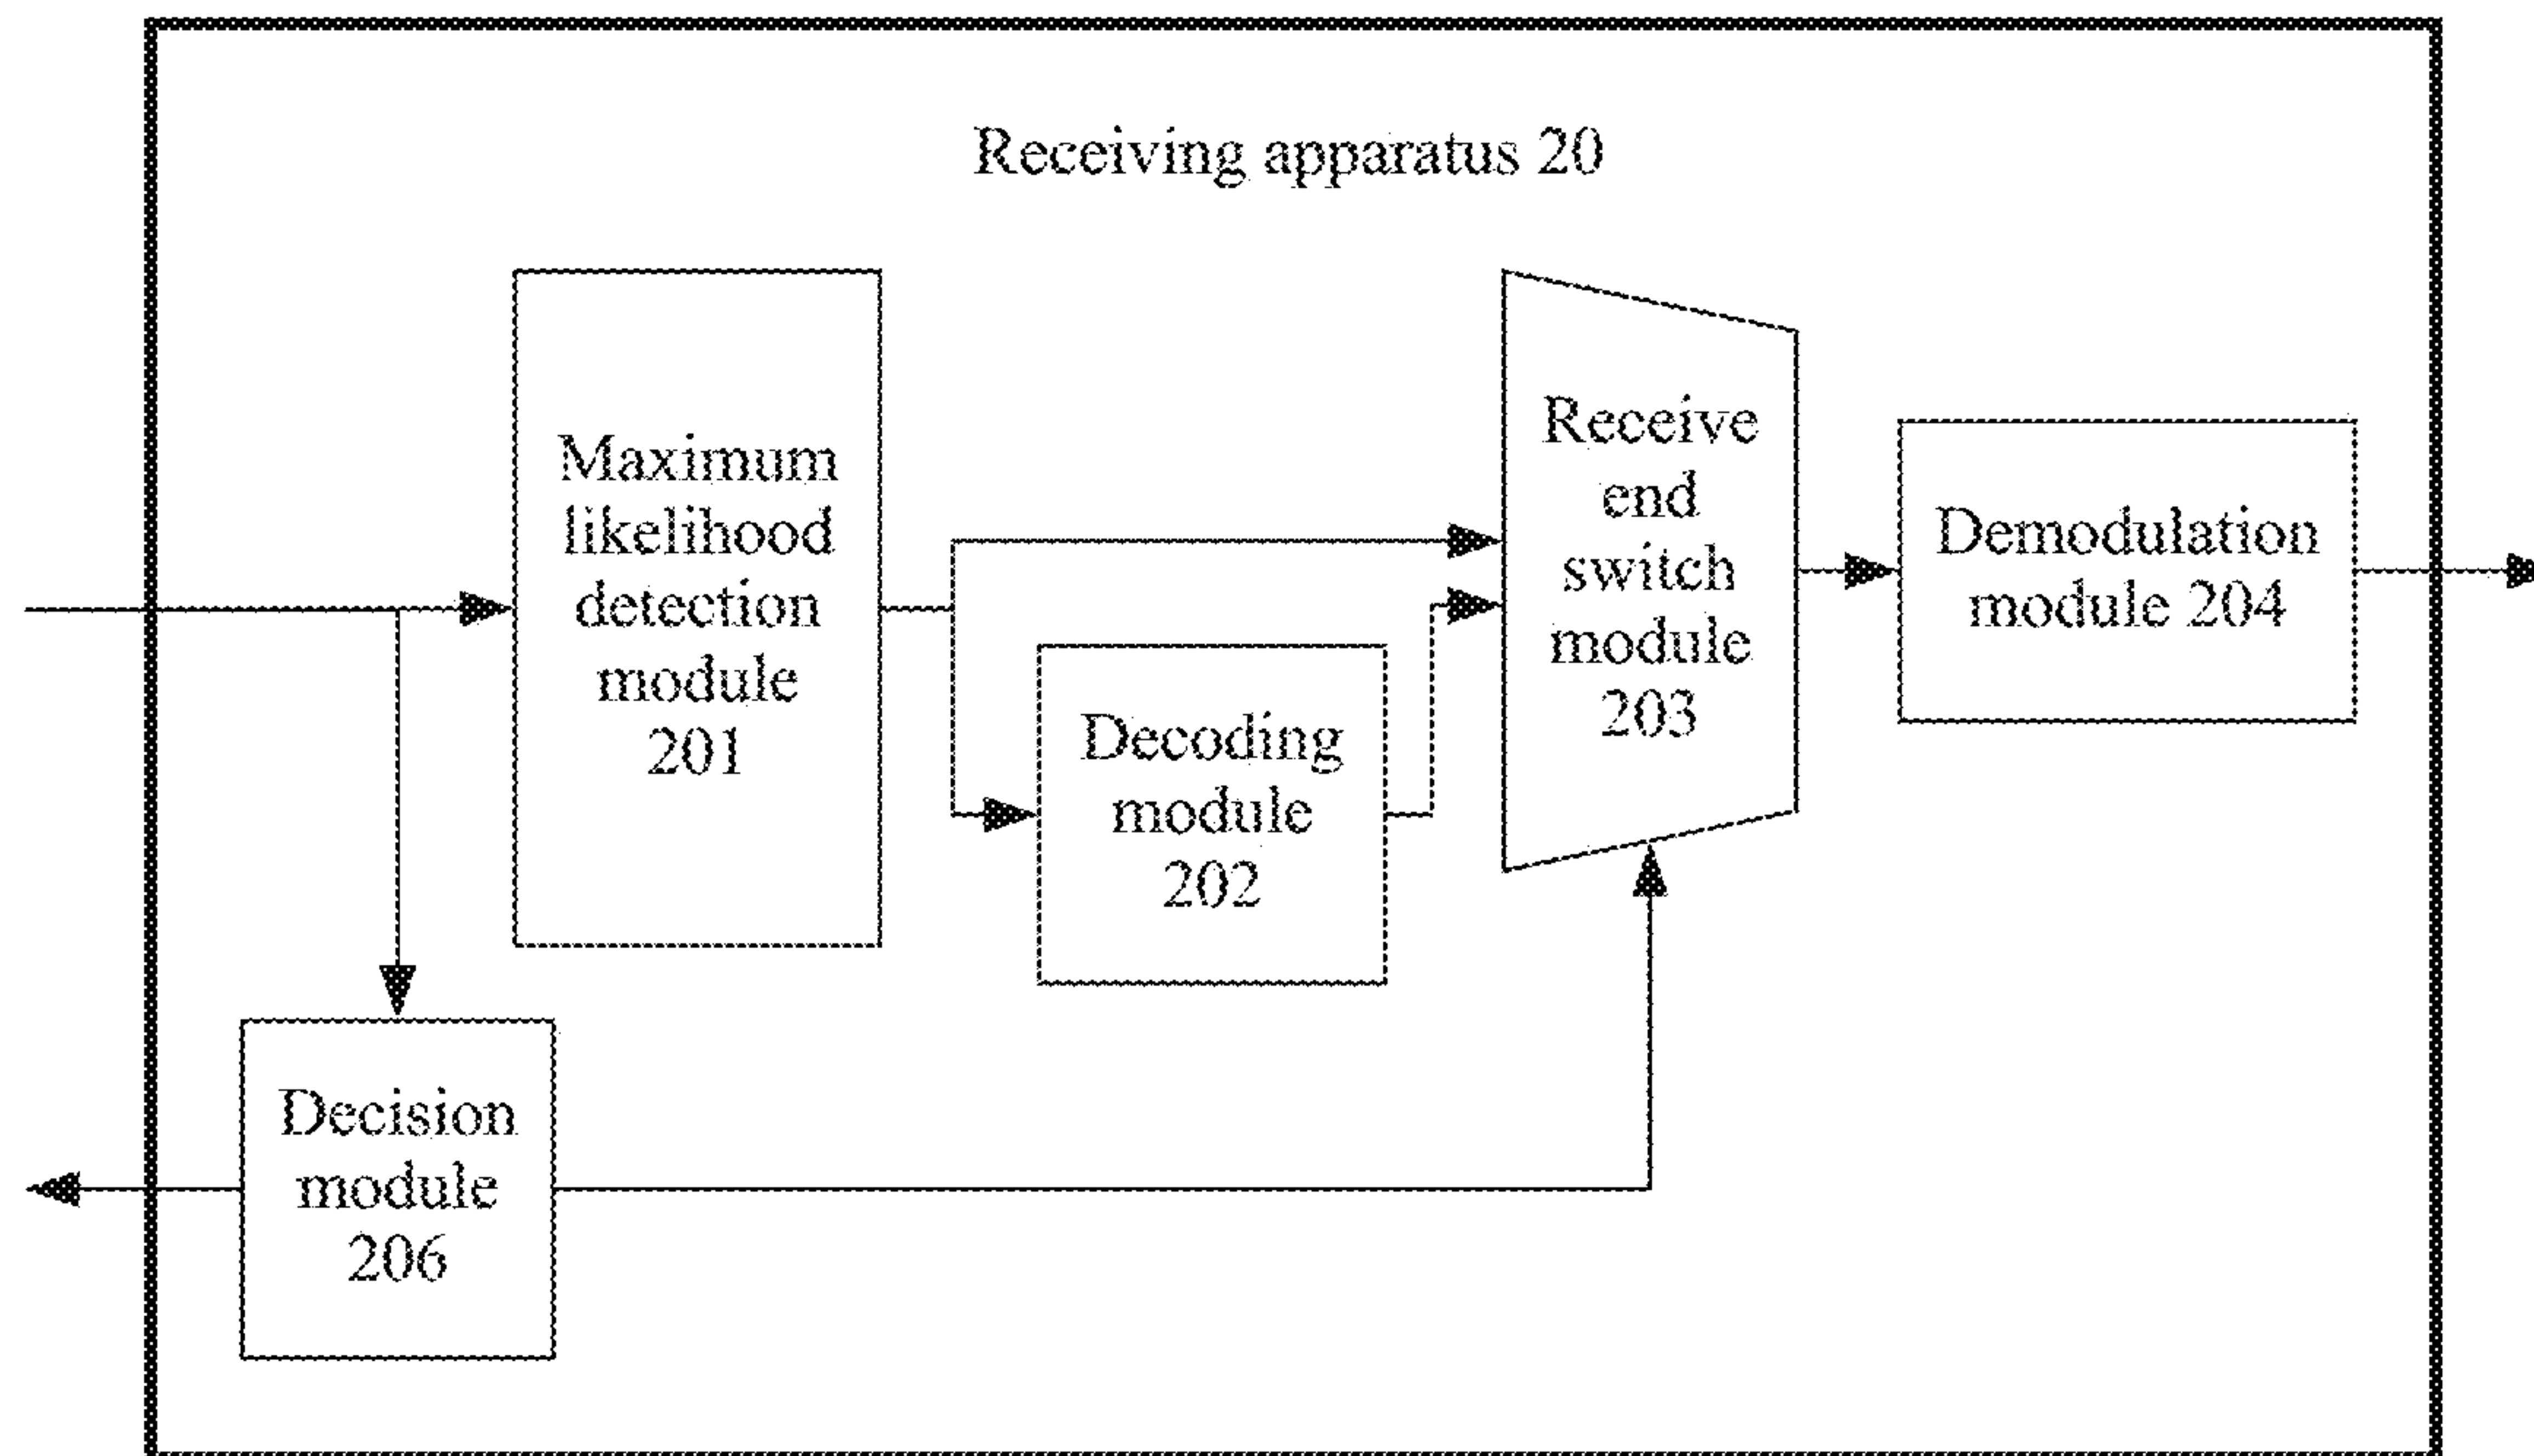 Receiving apparatus 20
Maximum
likelihood
detection
module
201
Decoding
module
202
Receive
end
switch
module
203
Demodulation
module 204
Decision
module
206